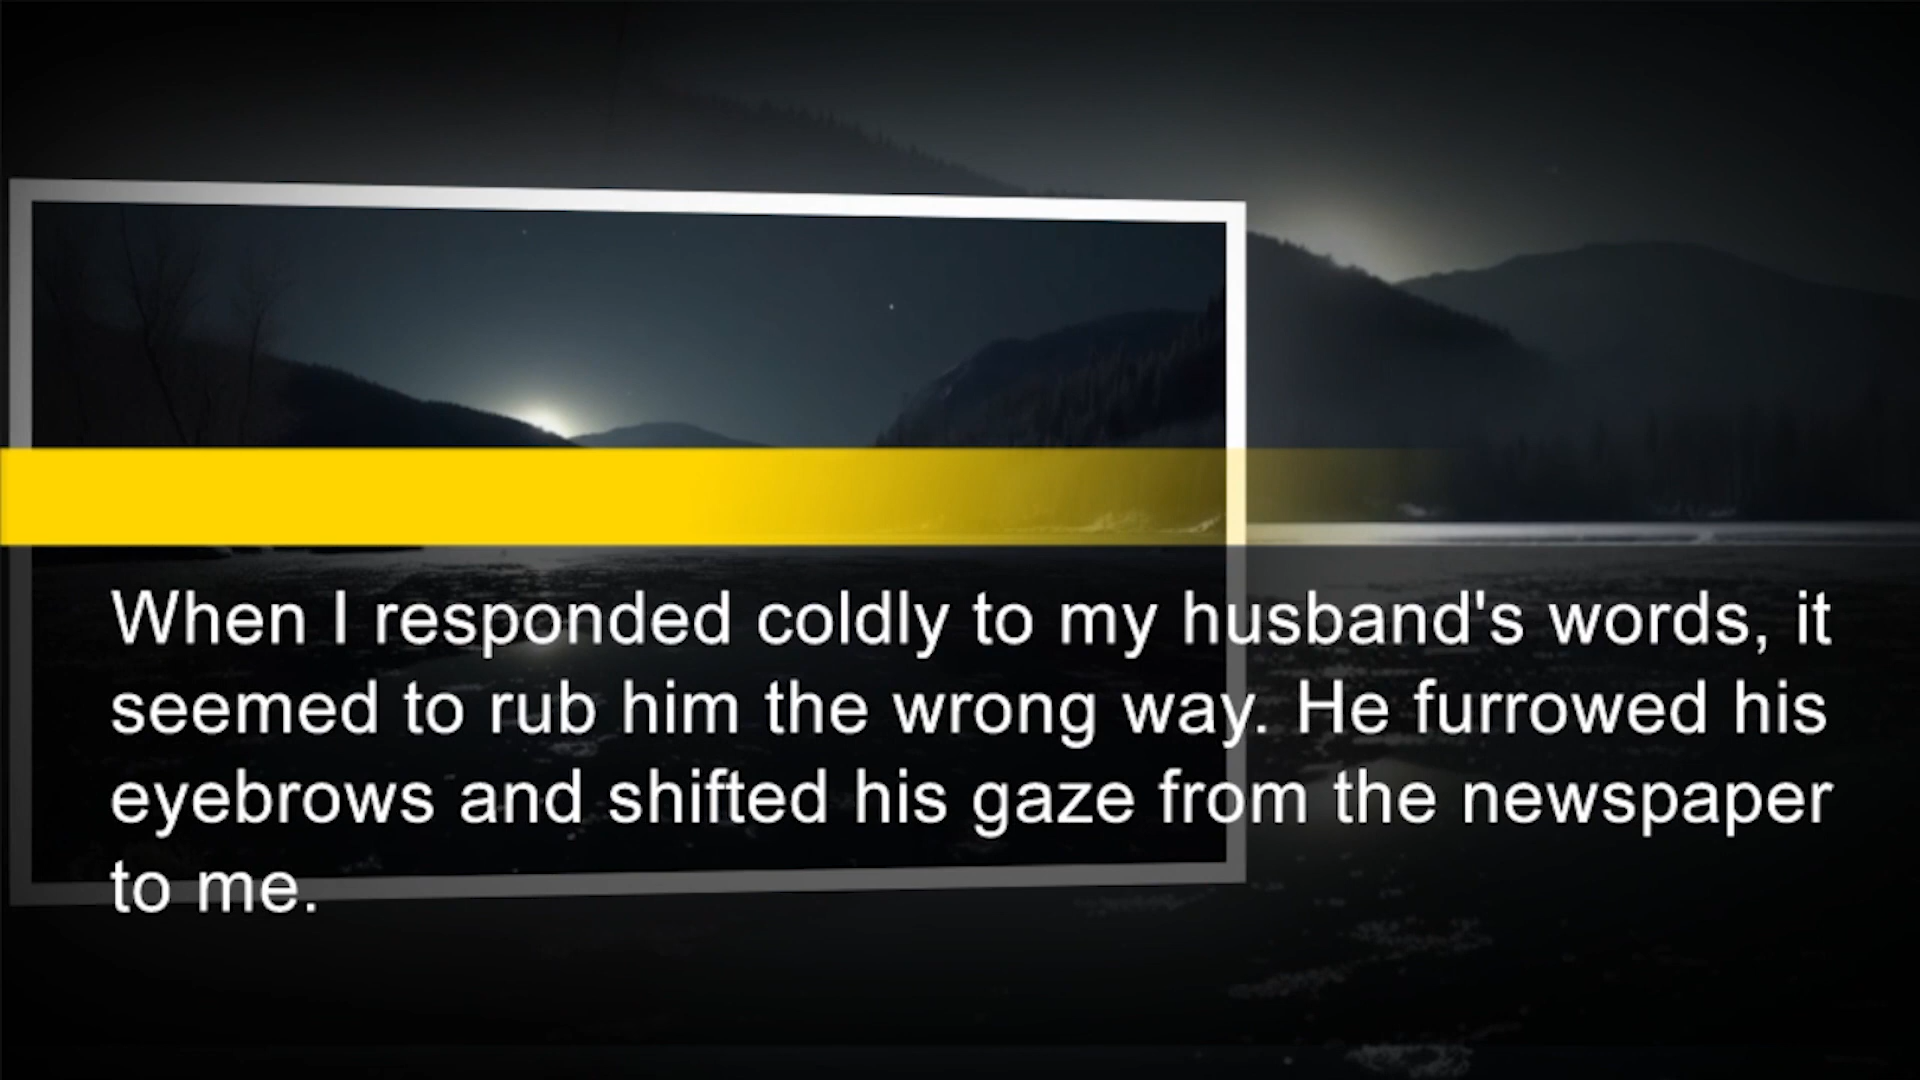 When I responded coldly to my husband's words, it
seemed to rub him the wrong way. He furrowed his
eyebrows and shifted his gaze from the newspaper
to me.